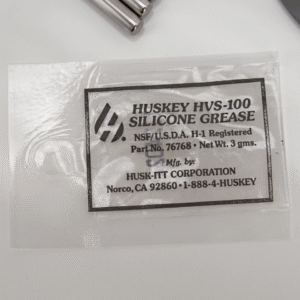 HUSKEY HVS-100
SILICONE GREASE
NSF/U.S.D.A. H-1 Registered
Part No. 76768 • Net Wt. 3 gms.
Mfg. by:
HUSK-ITT CORPORATION
Norco, CA 92860 • 1-888-4-HUSKEY